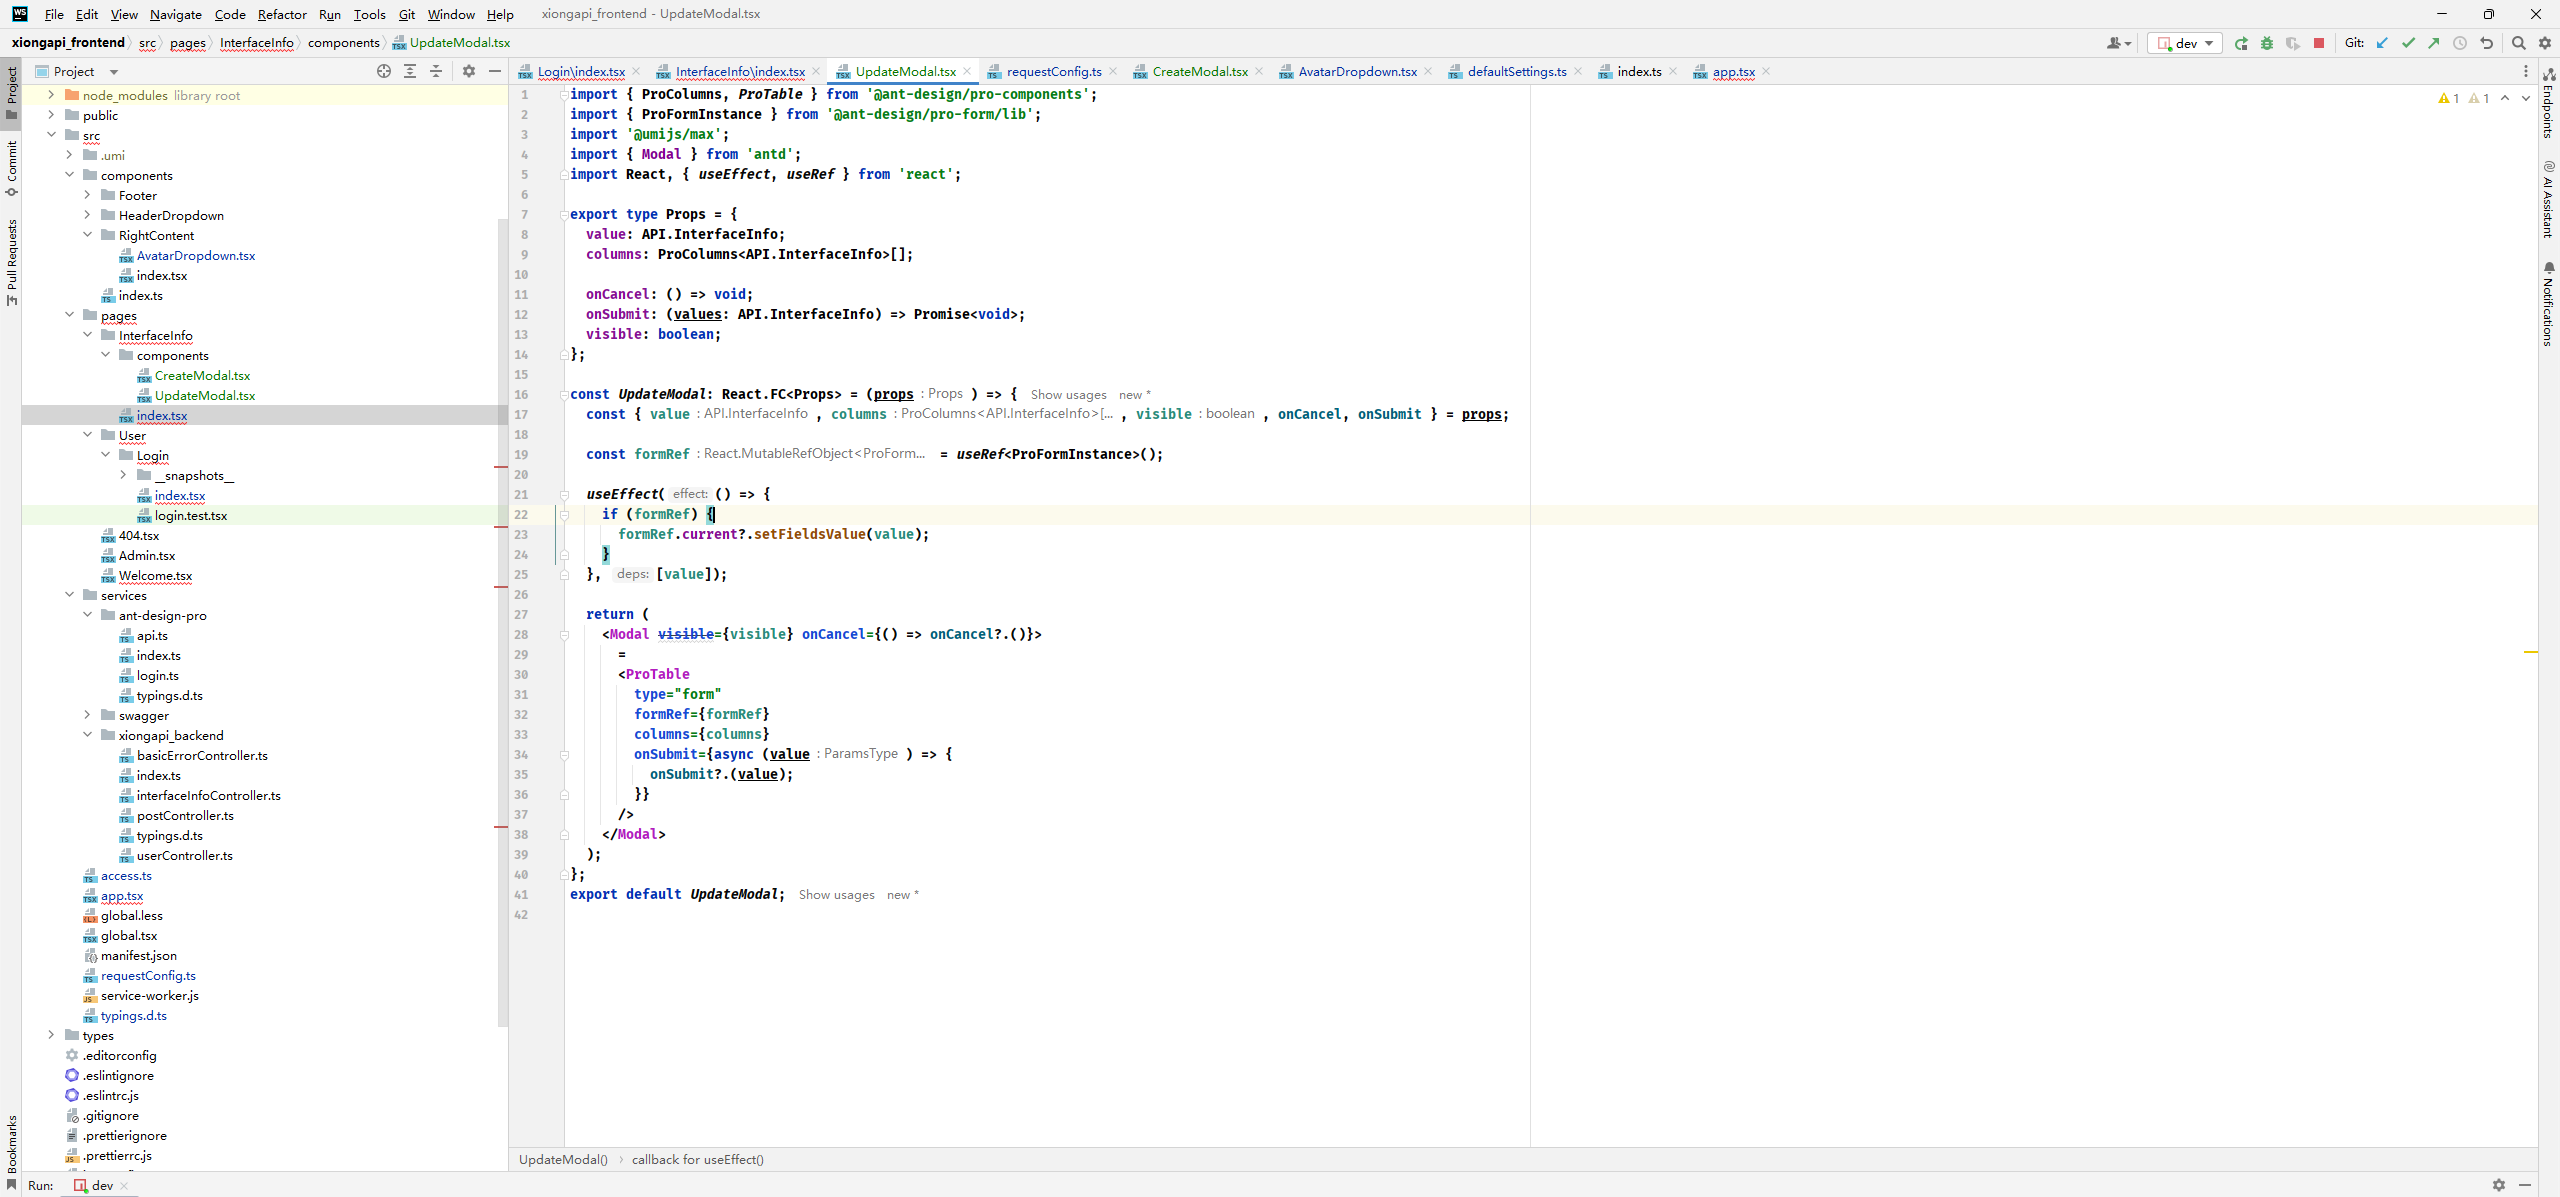 WS File Edit View Navigate Code Refactor Run Tools Git Window Help xiongapi_frontend - UpdateModal.tsx
xiongapi_frontend src pages InterfaceInfo components UpdateModal.tsx dev Git:
Project
Login\index.tsx InterfaceInfo\index.tsx UpdateModal.tsx requestConfig.ts CreateModal.tsx AvatarDropdown.tsx defaultSettings.ts index.ts app.tsx
Project
Commit
Pull Requests
Bookmarks
node_modules library root
public
src
.umi
components
Footer
HeaderDropdown
RightContent
AvatarDropdown.tsx
index.tsx
index.ts
pages
InterfaceInfo
components
CreateModal.tsx
UpdateModal.tsx
index.tsx
User
Login
__snapshots__
index.tsx
login.test.tsx
404.tsx
Admin.tsx
Welcome.tsx
services
ant-design-pro
api.ts
index.ts
login.ts
typings.d.ts
swagger
xiongapi_backend
basicErrorController.ts
index.ts
interfaceInfoController.ts
postController.ts
typings.d.ts
userController.ts
access.ts
app.tsx
global.less
global.tsx
manifest.json
requestConfig.ts
service-worker.js
typings.d.ts
types
.editorconfig
.eslintignore
.eslintrc.js
.gitignore
.prettierignore
.prettierrc.js
1 import { ProColumns, ProTable } from '@ant-design/pro-components';
2 import { ProFormInstance } from '@ant-design/pro-form/lib';
3 import '@umijs/max';
4 import { Modal } from 'antd';
5 import React, { useEffect, useRef } from 'react';
6
7 export type Props = {
8 value: API.InterfaceInfo;
9 columns: ProColumns<API.InterfaceInfo>[];
10
11 onCancel: () => void;
12 onSubmit: (values: API.InterfaceInfo) => Promise<void>;
13 visible: boolean;
14 };
15
16 const UpdateModal: React.FC<Props> = (props : Props ) => { Show usages new *
17 const { value : API.InterfaceInfo , columns : ProColumns<API.InterfaceInfo>[... , visible : boolean , onCancel, onSubmit } = props;
18
19 const formRef : React.MutableRefObject<ProForm... = useRef<ProFormInstance>();
20
21 useEffect( effect: () => {
22 if (formRef) {
23 formRef.current?.setFieldsValue(value);
24 }
25 }, deps: [value]);
26
27 return (
28 <Modal visible={visible} onCancel={() => onCancel?.()}>
29 =
30 <ProTable
31 type="form"
32 formRef={formRef}
33 columns={columns}
34 onSubmit={async (value : ParamsType ) => {
35 onSubmit?.(value);
36 }}
37 />
38 </Modal>
39 );
40 };
41 export default UpdateModal; Show usages new *
42
1 1
Endpoints
AI Assistant
Notifications
UpdateModal() callback for useEffect()
Run: dev